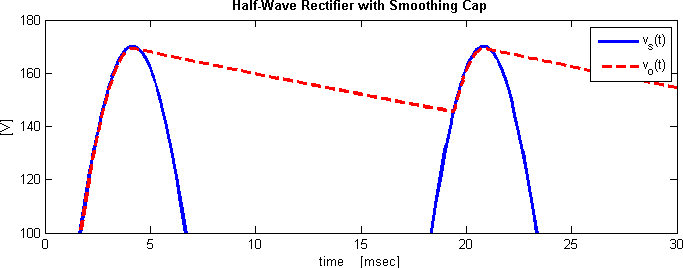 Half-Wave Rectifier with Smoothing Cap
180
160
140
120
100
[V]
v_s(t)
v_o(t)
0 5 10 15 20 25 30
time [msec]